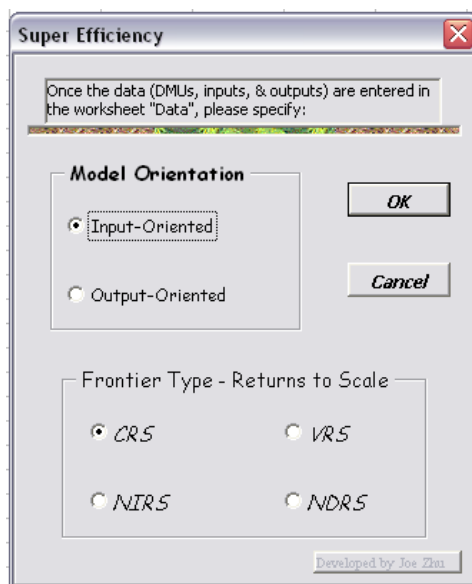 Super Efficiency
Once the data (DMUs, inputs, & outputs) are entered in
the worksheet "Data", please specify:
Model Orientation
Input-Oriented
Output-Oriented
OK
Cancel
Frontier Type - Returns to Scale
CRS
VRS
NIRS
NDRS
Developed by Joe Zhu